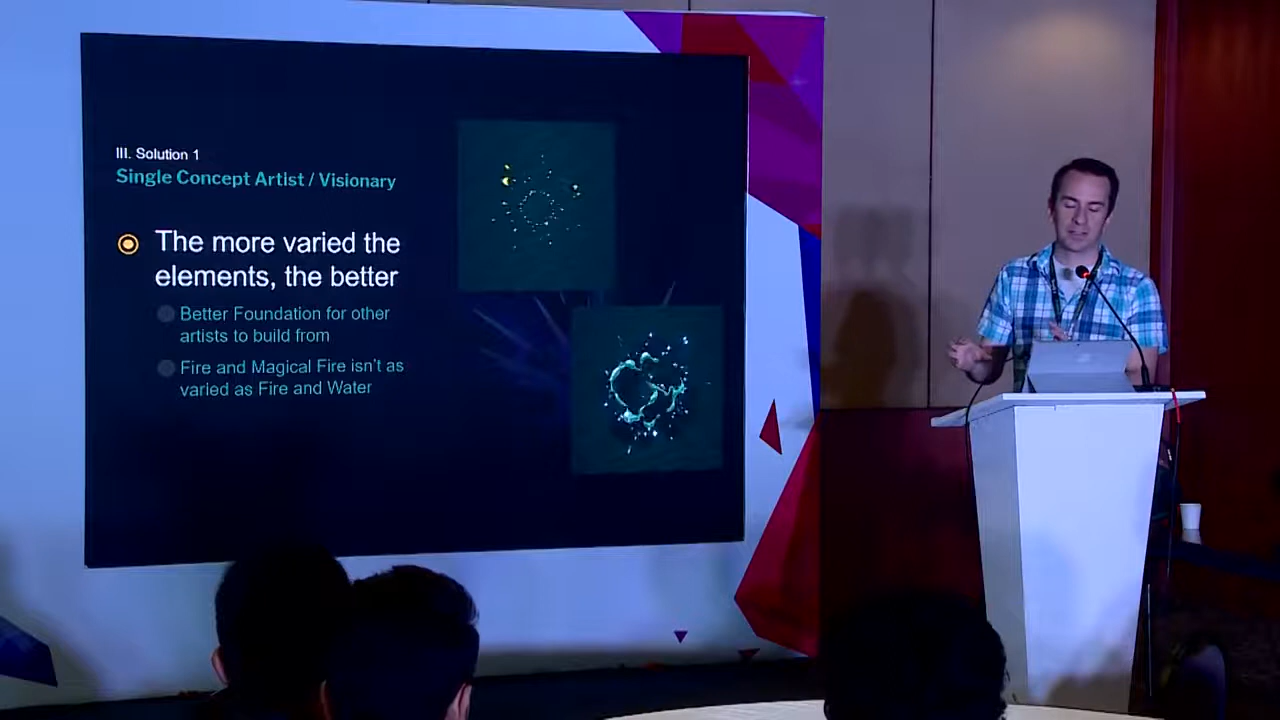 III. Solution 1
Single Concept Artist / Visionary
The more varied the
elements, the better
Better Foundation for other
artists to build from
Fire and Magical Fire isn't as
varied as Fire and Water